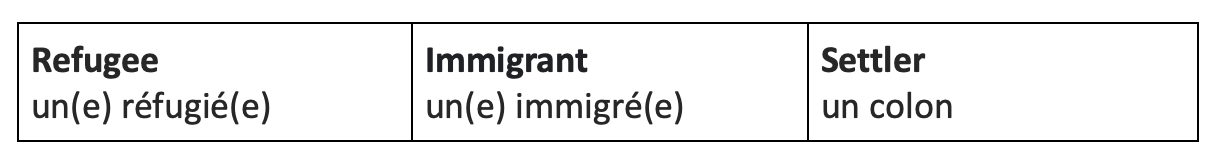 Refugee
un(e) réfugié(e)
Immigrant
un(e) immigré(e)
Settler
un colon